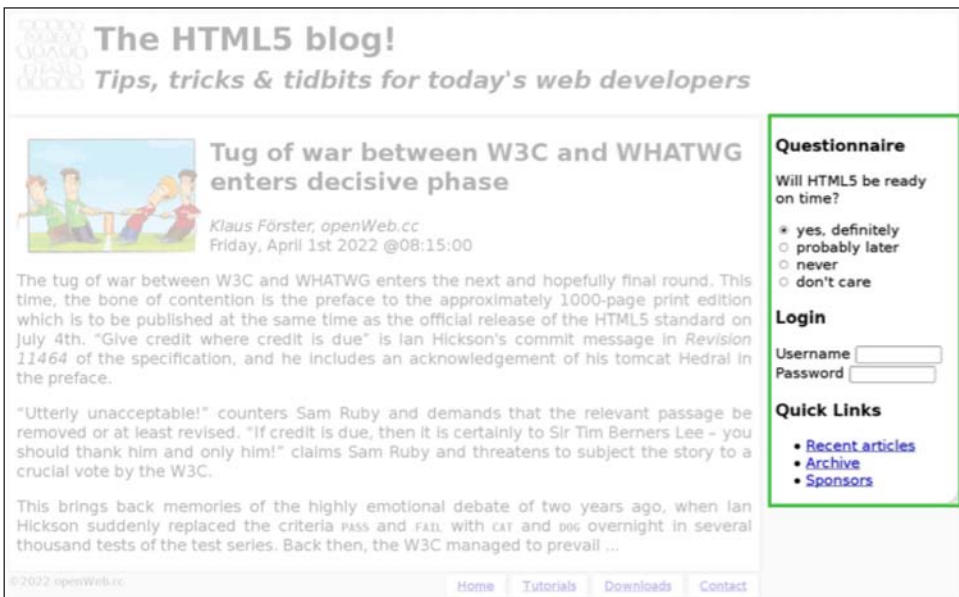 The HTML5 blog!
Tips, tricks & tidbits for today's web developers
Tug of war between W3C and WHATWG
enters decisive phase
Klaus Förster, openWeb.cc
Friday, April 1st 2022 @08:15:00
The tug of war between W3C and WHATWG enters the next and hopefully final round. This
time, the bone of contention is the preface to the approximately 1000-page print edition
which is to be published at the same time as the official release of the HTML5 standard on
July 4th. “Give credit where credit is due” is Ian Hickson's commit message in Revision
11464 of the specification, and he includes an acknowledgement of his tomcat Hedral in
the preface.
“Utterly unacceptable!” counters Sam Ruby and demands that the relevant passage be
removed or at least revised. “If credit is due, then it is certainly to Sir Tim Berners Lee – you
should thank him and only him!” claims Sam Ruby and threatens to subject the story to a
crucial vote by the W3C.
This brings back memories of the highly emotional debate of two years ago, when Ian
Hickson suddenly replaced the criteria PASS and FAIL with CAT and DOG overnight in several
thousand tests of the test series. Back then, the W3C managed to prevail ...
Questionnaire
Will HTML5 be ready
on time?
yes, definitely
probably later
never
don't care
Login
Username
Password
Quick Links
• Recent articles
• Archive
• Sponsors
©2022 openWeb.cc
Home Tutorials Downloads Contact